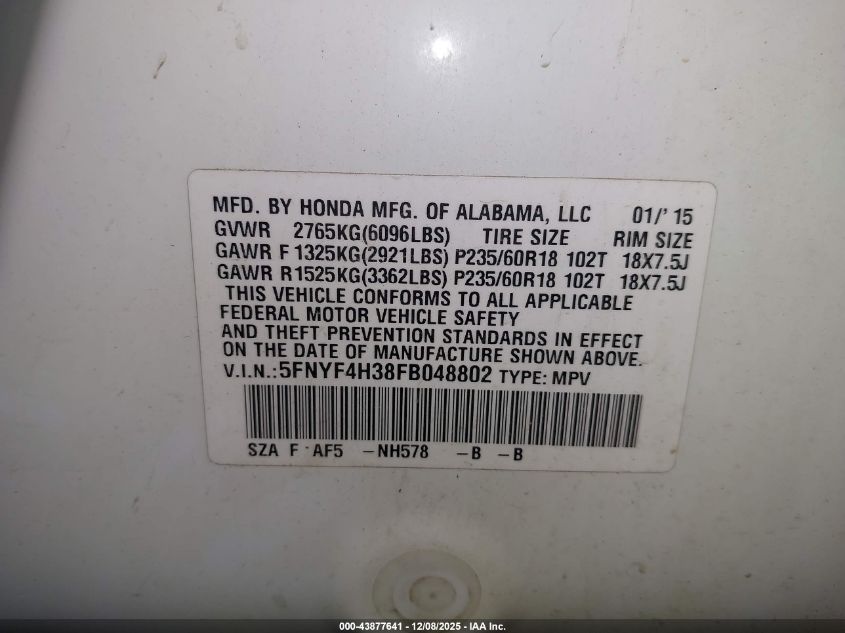 MFD. BY HONDA MFG. OF ALABAMA, LLC 01/' 15
GVWR 2765KG(6096LBS) TIRE SIZE RIM SIZE
GAWR F 1325KG(2921LBS) P235/60R18 102T 18X7.5J
GAWR R1525KG(3362LBS) P235/60R18 102T 18X7.5J
THIS VEHICLE CONFORMS TO ALL APPLICABLE
FEDERAL MOTOR VEHICLE SAFETY
AND THEFT PREVENTION STANDARDS IN EFFECT
ON THE DATE OF MANUFACTURE SHOWN ABOVE.
V.I.N.:5FNYF4H38FB048802 TYPE: MPV
SZA F AF5 -NH578 -B -B
000-43877641 - 12/08/2025 - IAA Inc.